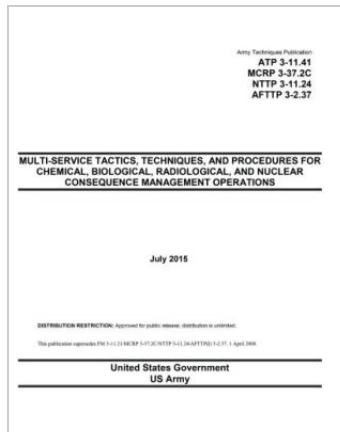 Army Techniques Publication
ATP 3-11.41
MCRP 3-37.2C
NTTP 3-11.24
AFTTP 3-2.37
MULTI-SERVICE TACTICS, TECHNIQUES, AND PROCEDURES FOR
CHEMICAL, BIOLOGICAL, RADIOLOGICAL, AND NUCLEAR
CONSEQUENCE MANAGEMENT OPERATIONS
July 2015
DISTRIBUTION RESTRICTION: Approved for public release; distribution is unlimited.
This publication supersedes FM 3-11.21/MCRP 3-37.2C/NTTP 3-11.24/AFTTP(I) 3-2.37, 1 April 2008.
United States Government
US Army